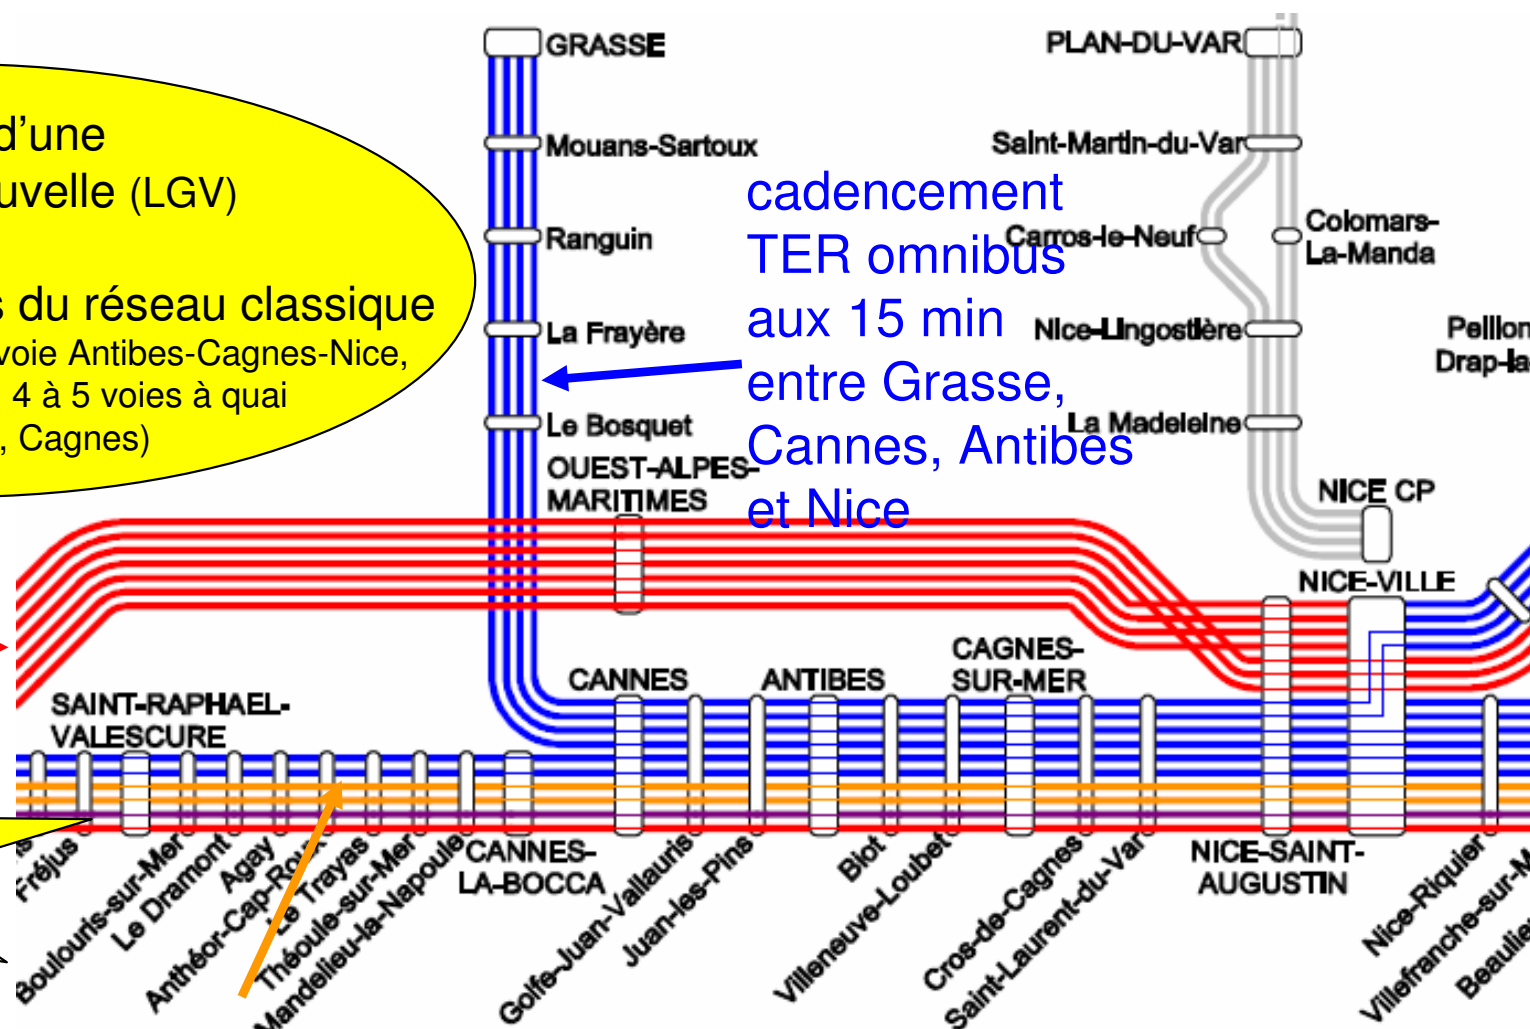 GRASSE
PLAN-DU-VAR
d’une
uvelle (LGV)
s du réseau classique
voie Antibes-Cagnes-Nice,
4 à 5 voies à quai
, Cagnes)
Mouans-Sartoux
Saint-Martin-du-Var
cadencement
TER omnibus
aux 15 min
entre Grasse,
Cannes, Antibes
et Nice
Ranguin
Carros-le-Neuf
Colomars-
La-Manda
La Frayère
Nice-Lingostière
Drap-la-
Le Bosquet
La Madeleine
OUEST-ALPES-
MARITIMES
NICE CP
NICE-VILLE
SAINT-RAPHAEL-
VALESCURE
CANNES
ANTIBES
CAGNES-
SUR-MER
Fréjus
Boulouris-sur-Mer
Le Dramont
Agay
Anthéor-Cap-Roux
Le Trayas
Théoule-sur-Mer
Mandelieu-la-Napoule
CANNES-
LA-BOCCA
Golfe-Juan-Vallauris
Juan-les-Pins
Biot
Villeneuve-Loubet
Cros-de-Cagnes
Saint-Laurent-du-Var
NICE-SAINT-
AUGUSTIN
Nice-Riquier
Villefranche-sur-M
Beaulieu